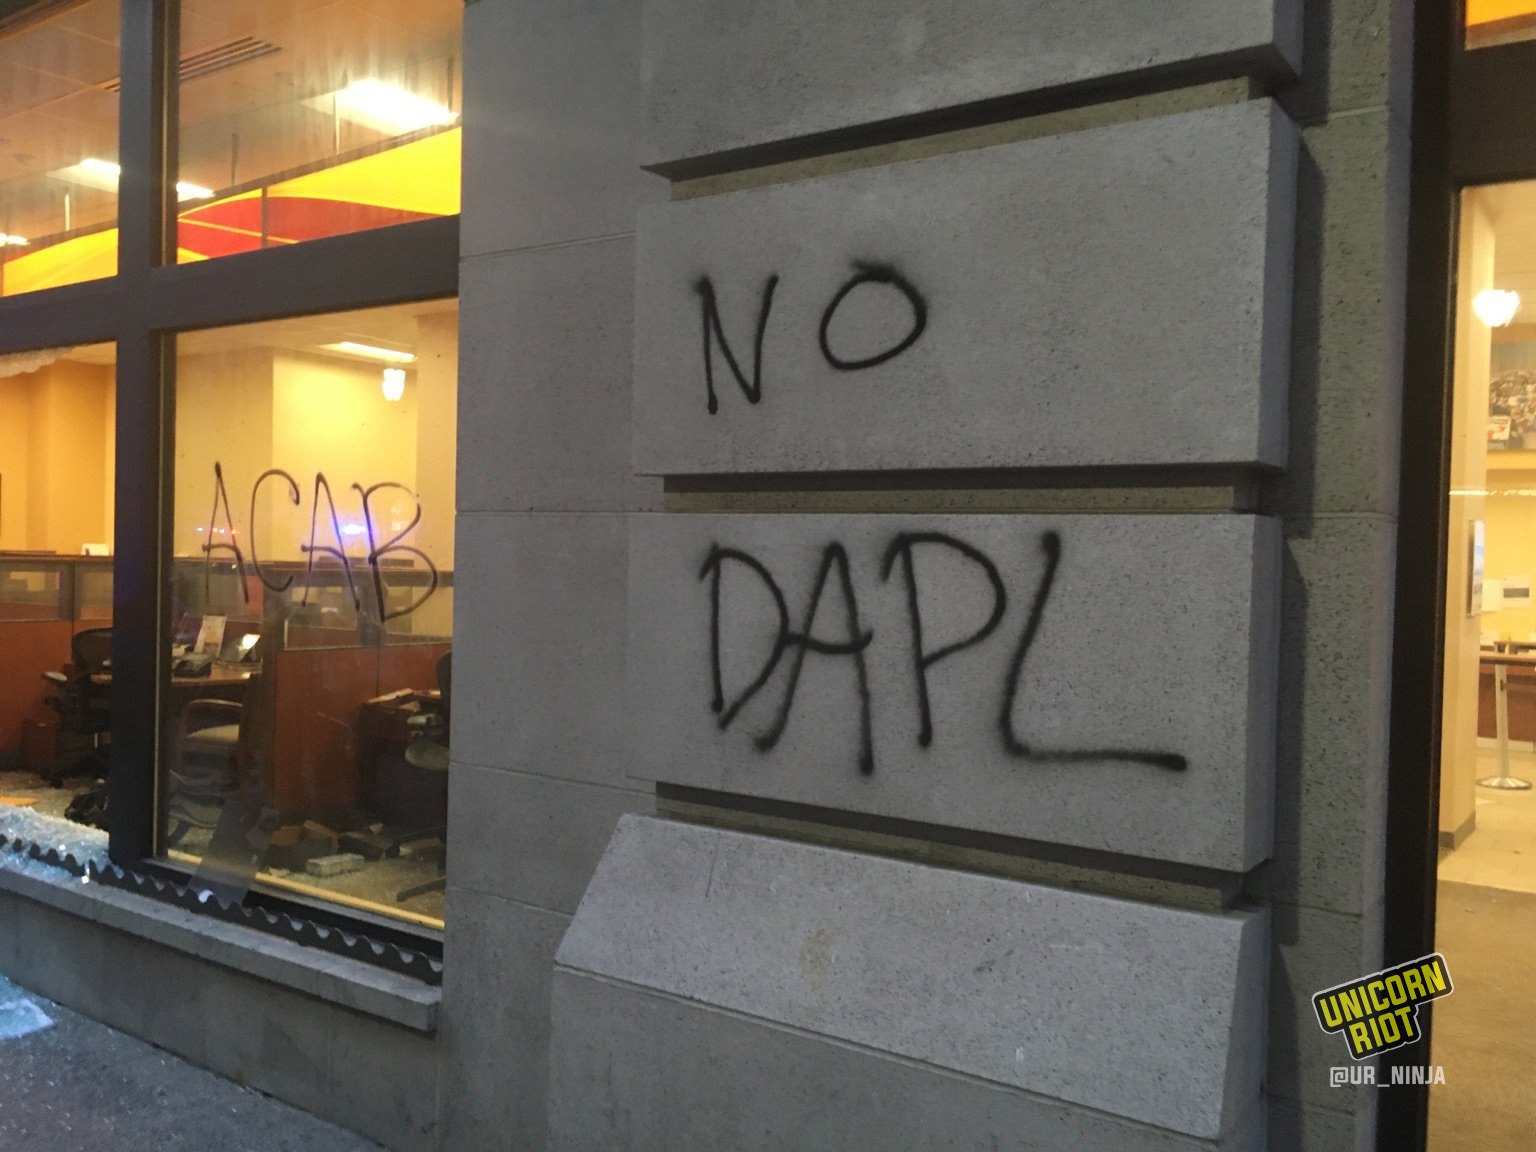 ACAB
NO
DAPL
UNICORN
RIOT
@UR_NINJA